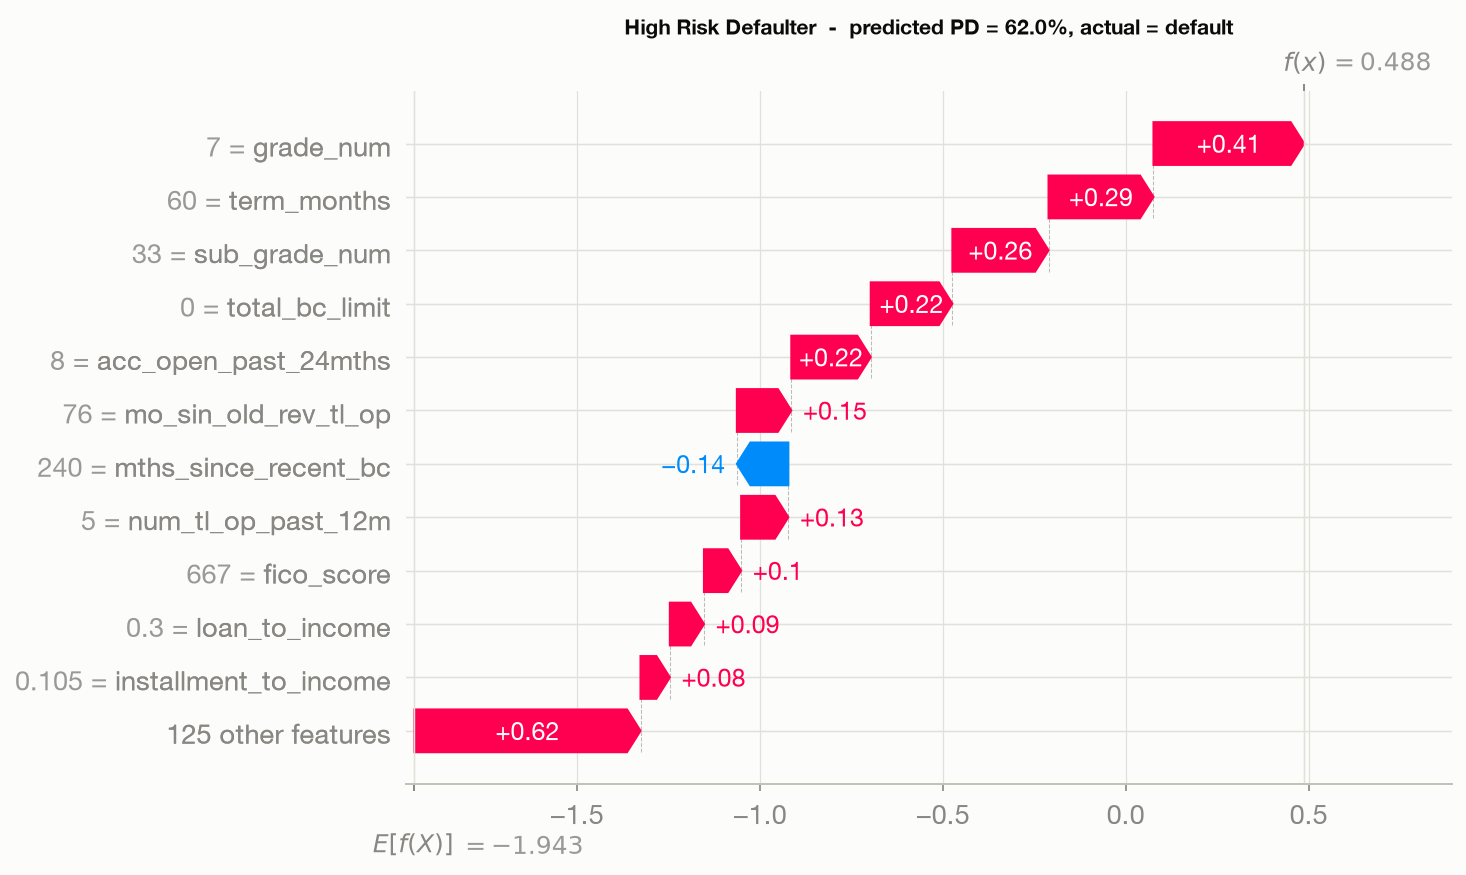 High Risk Defaulter - predicted PD = 62.0%, actual = default
f(x) = 0.488
7 = grade_num +0.41
60 = term_months +0.29
33 = sub_grade_num +0.26
0 = total_bc_limit +0.22
8 = acc_open_past_24mths +0.22
76 = mo_sin_old_rev_tl_op +0.15
240 = mths_since_recent_bc −0.14
5 = num_tl_op_past_12m +0.13
667 = fico_score +0.1
0.3 = loan_to_income +0.09
0.105 = installment_to_income +0.08
125 other features +0.62
−1.5 −1.0 −0.5 0.0 0.5
E[f(X)] = −1.943